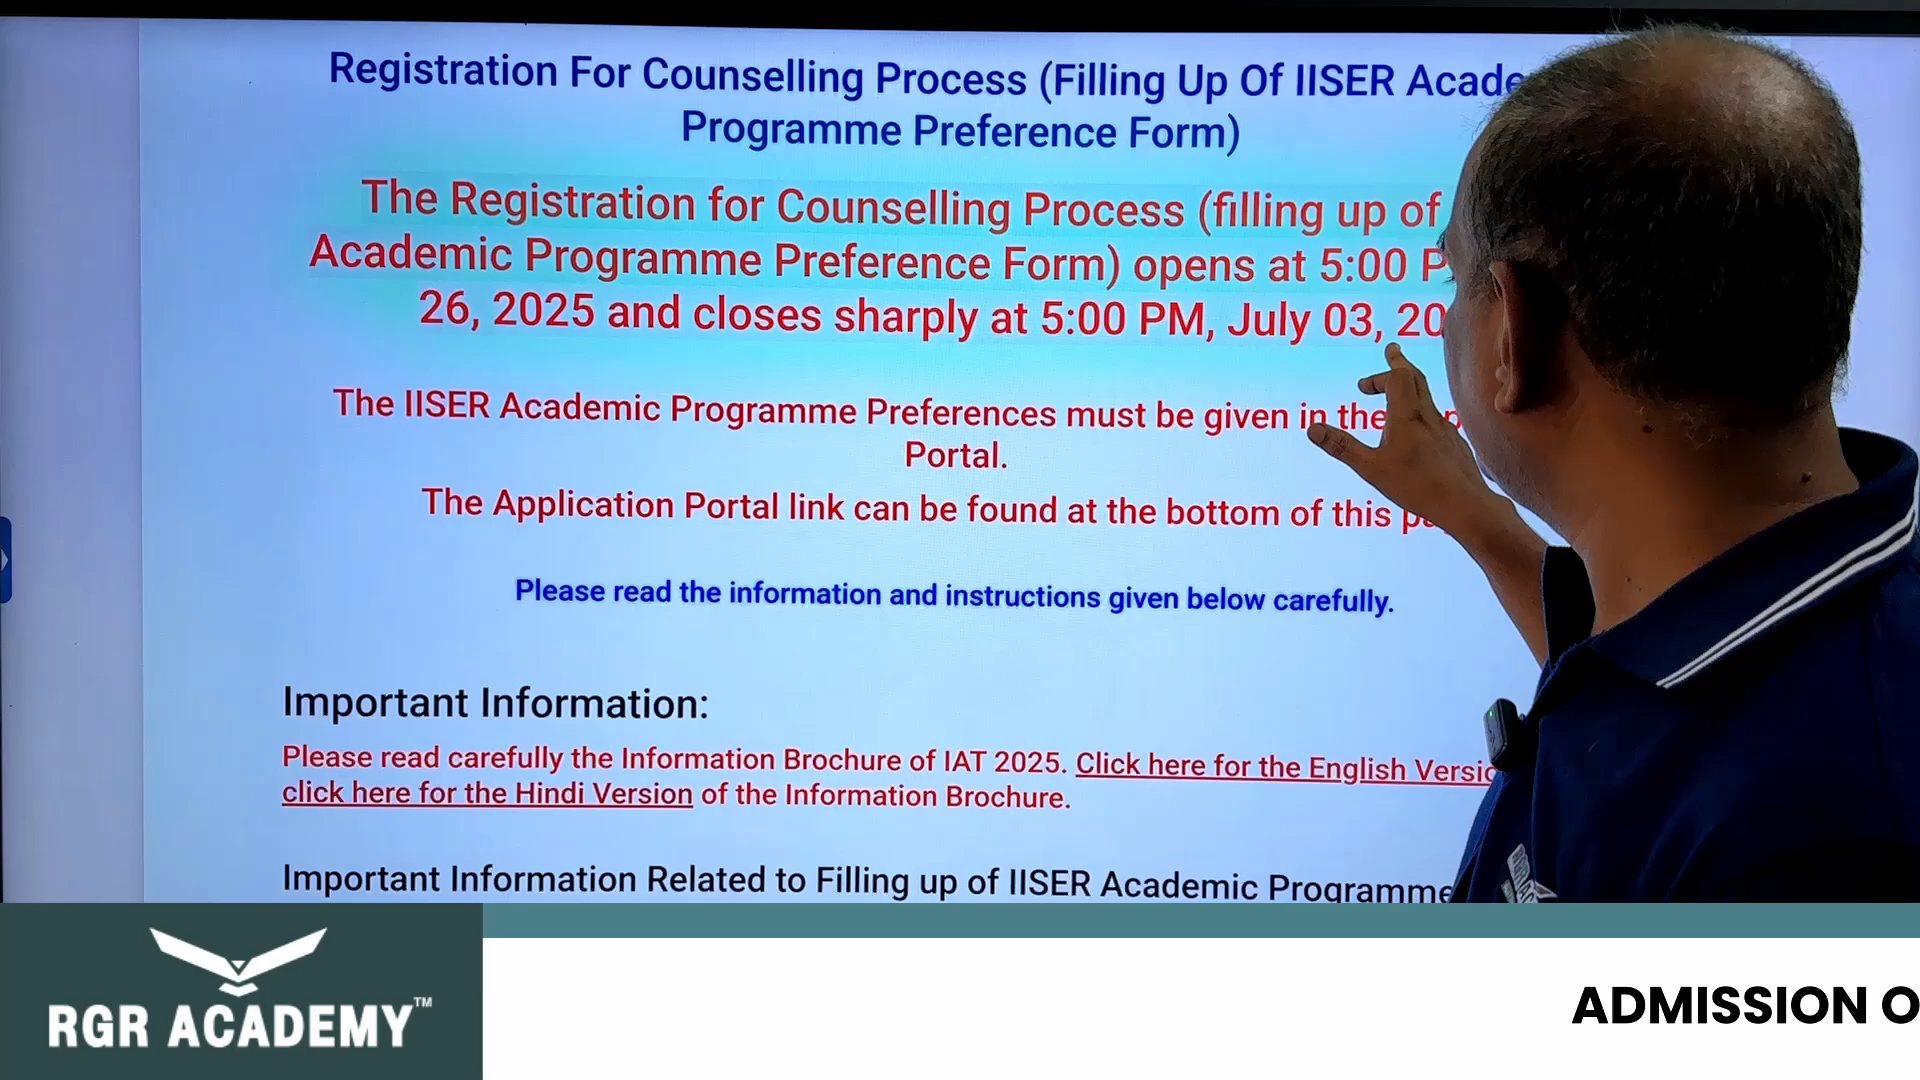 Registration For Counselling Process (Filling Up Of IISER
Programme Preference Form)
The Registration for Counselling Process (filling up of
Academic Programme Preference Form) opens at 5:00
26, 2025 and closes sharply at 5:00 PM, July 03,
The IISER Academic Programme Preferences must be given in the
Portal.
The Application Portal link can be found at the bottom of this
Please read the information and instructions given below carefully.
Important Information:
Please read carefully the Information Brochure of IAT 2025. Click here for the English
click here for the Hindi Version of the Information Brochure.
Important Information Related to Filling up of IISER Academic Programme
RGR ACADEMY™
ADMISSION O